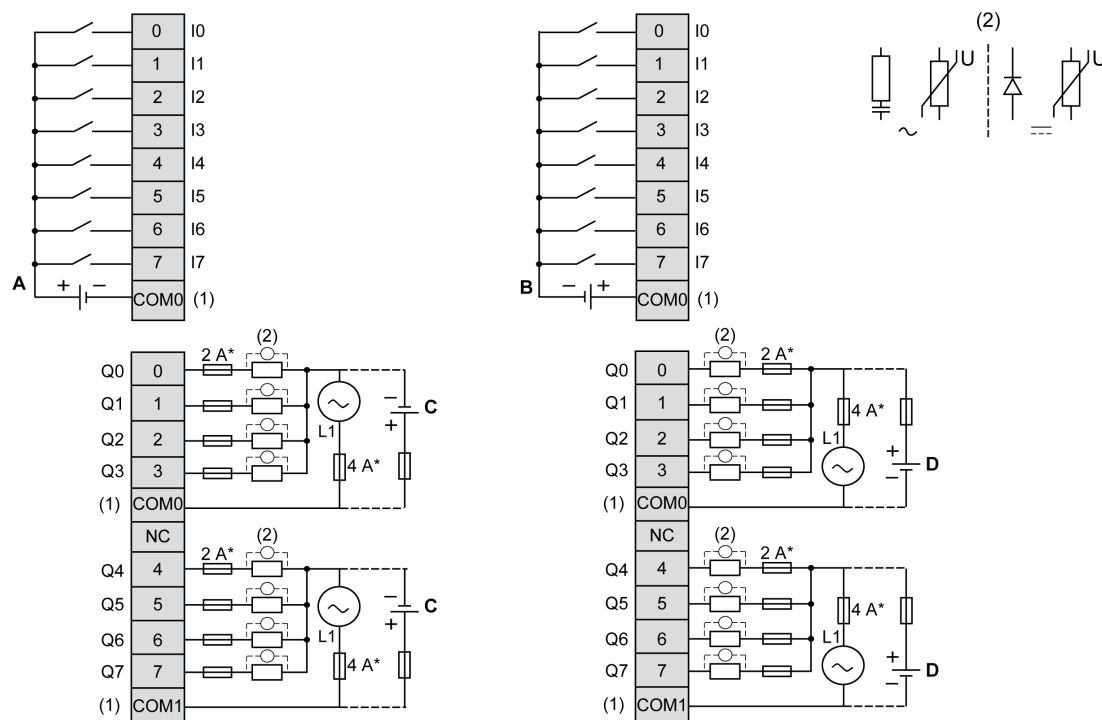 0 I0
1 I1
2 I2
3 I3
4 I4
5 I5
6 I6
7 I7
A + −
COM0 (1)
0 I0
1 I1
2 I2
3 I3
4 I4
5 I5
6 I6
7 I7
B − +
COM0 (1)
(2)
U U
(2)
Q0 0 2 A*
Q1 1
− C
Q2 2 L1 +
Q3 3 4 A*
(1) COM0
NC (2)
Q4 4 2 A*
Q5 5 − C
Q6 6 L1 +
Q7 7 4 A*
(1) COM1
(2)
Q0 0 2 A*
Q1 1 4 A*
Q2 2 L1
Q3 3 + D
−
(1) COM0
NC (2)
Q4 4 2 A*
Q5 5 4 A*
Q6 6 L1
Q7 7 + D
−
(1) COM1